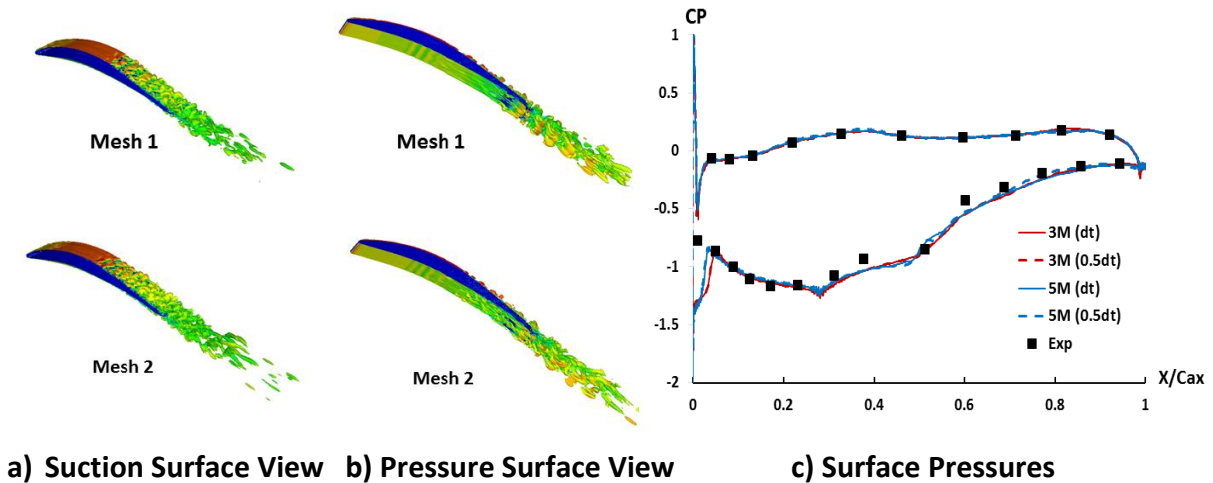 Mesh 1
Mesh 1
Mesh 2
Mesh 2
CP
1
0.5
0
-0.5
-1
-1.5
-2
0
0.2
0.4
0.6
0.8
1
X/Cax
3M (dt)
3M (0.5dt)
5M (dt)
5M (0.5dt)
Exp
a) Suction Surface View
b) Pressure Surface View
c) Surface Pressures